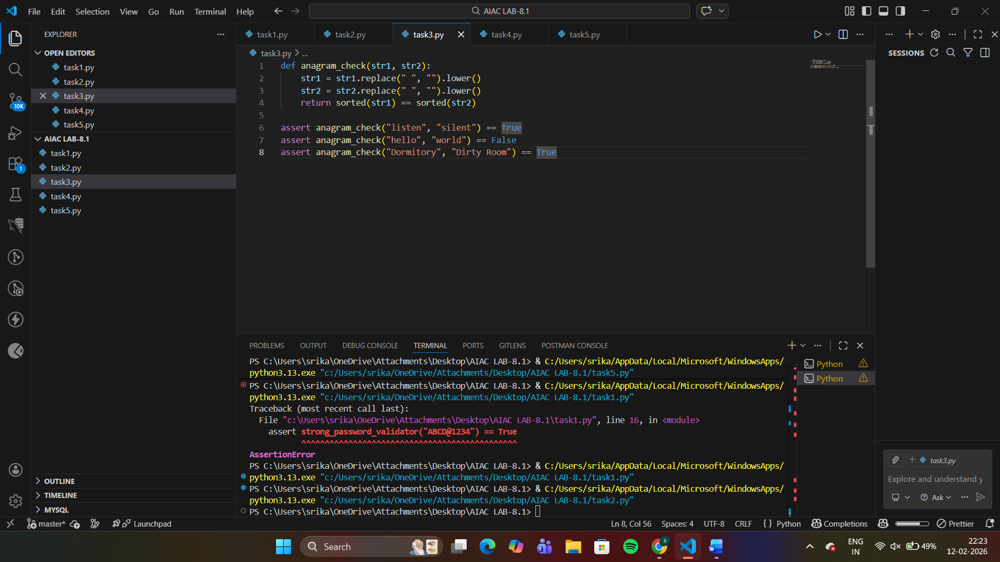 File Edit Selection View Go Run Terminal Help
AIAC LAB-8.1
EXPLORER
OPEN EDITORS
task1.py
task2.py
task3.py
task4.py
task5.py
AIAC LAB-8.1
task1.py
task2.py
task3.py
task4.py
task5.py
OUTLINE
TIMELINE
MYSQL
10K
1
task1.py task2.py task3.py task4.py task5.py
task3.py > ...
1 def anagram_check(str1, str2):
2 str1 = str1.replace(" ", "").lower()
3 str2 = str2.replace(" ", "").lower()
4 return sorted(str1) == sorted(str2)
5
6 assert anagram_check("listen", "silent") == True
7 assert anagram_check("hello", "world") == False
8 assert anagram_check("Dormitory", "Dirty Room") == True
PROBLEMS OUTPUT DEBUG CONSOLE TERMINAL PORTS GITLENS POSTMAN CONSOLE
PS C:\Users\srika\OneDrive\Attachments\Desktop\AIAC LAB-8.1> & C:/Users/srika/AppData/Local/Microsoft/WindowsApps/
python3.13.exe "c:/Users/srika/OneDrive/Attachments/Desktop/AIAC LAB-8.1/task5.py"
PS C:\Users\srika\OneDrive\Attachments\Desktop\AIAC LAB-8.1> & C:/Users/srika/AppData/Local/Microsoft/WindowsApps/
python3.13.exe "c:/Users/srika/OneDrive/Attachments/Desktop/AIAC LAB-8.1/task1.py"
Traceback (most recent call last):
File "c:\Users\srika\OneDrive\Attachments\Desktop\AIAC LAB-8.1\task1.py", line 16, in <module>
assert strong_password_validator("ABCD@1234") == True
^^^^^^^^^^^^^^^^^^^^^^^^^^^^^^^^^^^^^^^^^^^^^^
AssertionError
PS C:\Users\srika\OneDrive\Attachments\Desktop\AIAC LAB-8.1> & C:/Users/srika/AppData/Local/Microsoft/WindowsApps/
python3.13.exe "c:/Users/srika/OneDrive/Attachments/Desktop/AIAC LAB-8.1/task1.py"
PS C:\Users\srika\OneDrive\Attachments\Desktop\AIAC LAB-8.1> & C:/Users/srika/AppData/Local/Microsoft/WindowsApps/
python3.13.exe "c:/Users/srika/OneDrive/Attachments/Desktop/AIAC LAB-8.1/task2.py"
PS C:\Users\srika\OneDrive\Attachments\Desktop\AIAC LAB-8.1>
Python
Python
SESSIONS
task3.py
Explore and understand y
Ask
master* Launchpad
Ln 8, Col 56 Spaces: 4 UTF-8 CRLF { } Python Completions Prettier
Search
ENG
IN
49%
22:23
12-02-2026